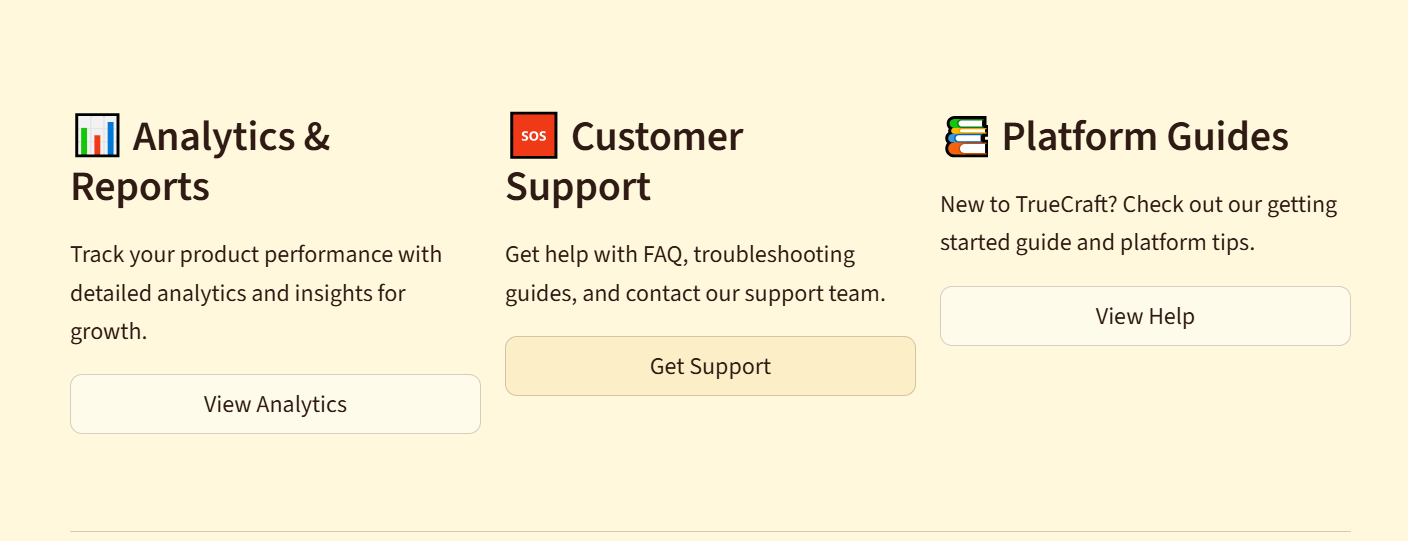 Analytics &
Reports
Track your product performance with
detailed analytics and insights for
growth.
View Analytics
SOS
Customer
Support
Get help with FAQ, troubleshooting
guides, and contact our support team.
Get Support
Platform Guides
New to TrueCraft? Check out our getting
started guide and platform tips.
View Help